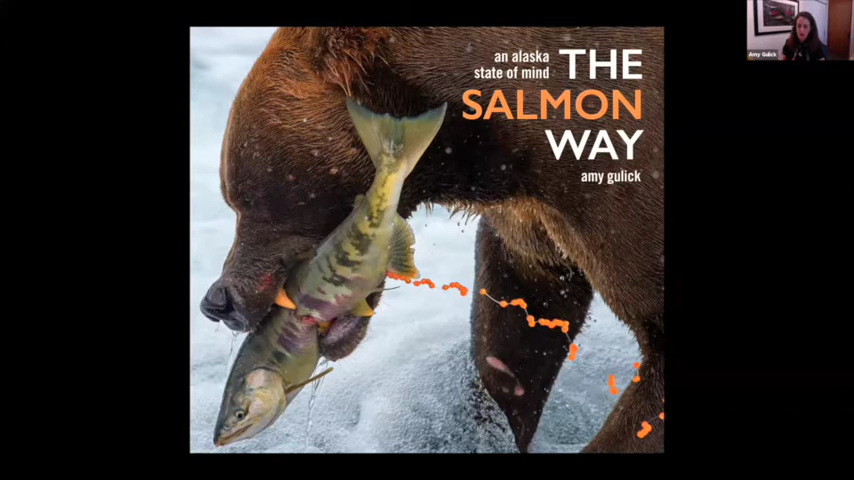 an alaska
state of mind
THE
SALMON
WAY
amy gulick
Amy Gulick